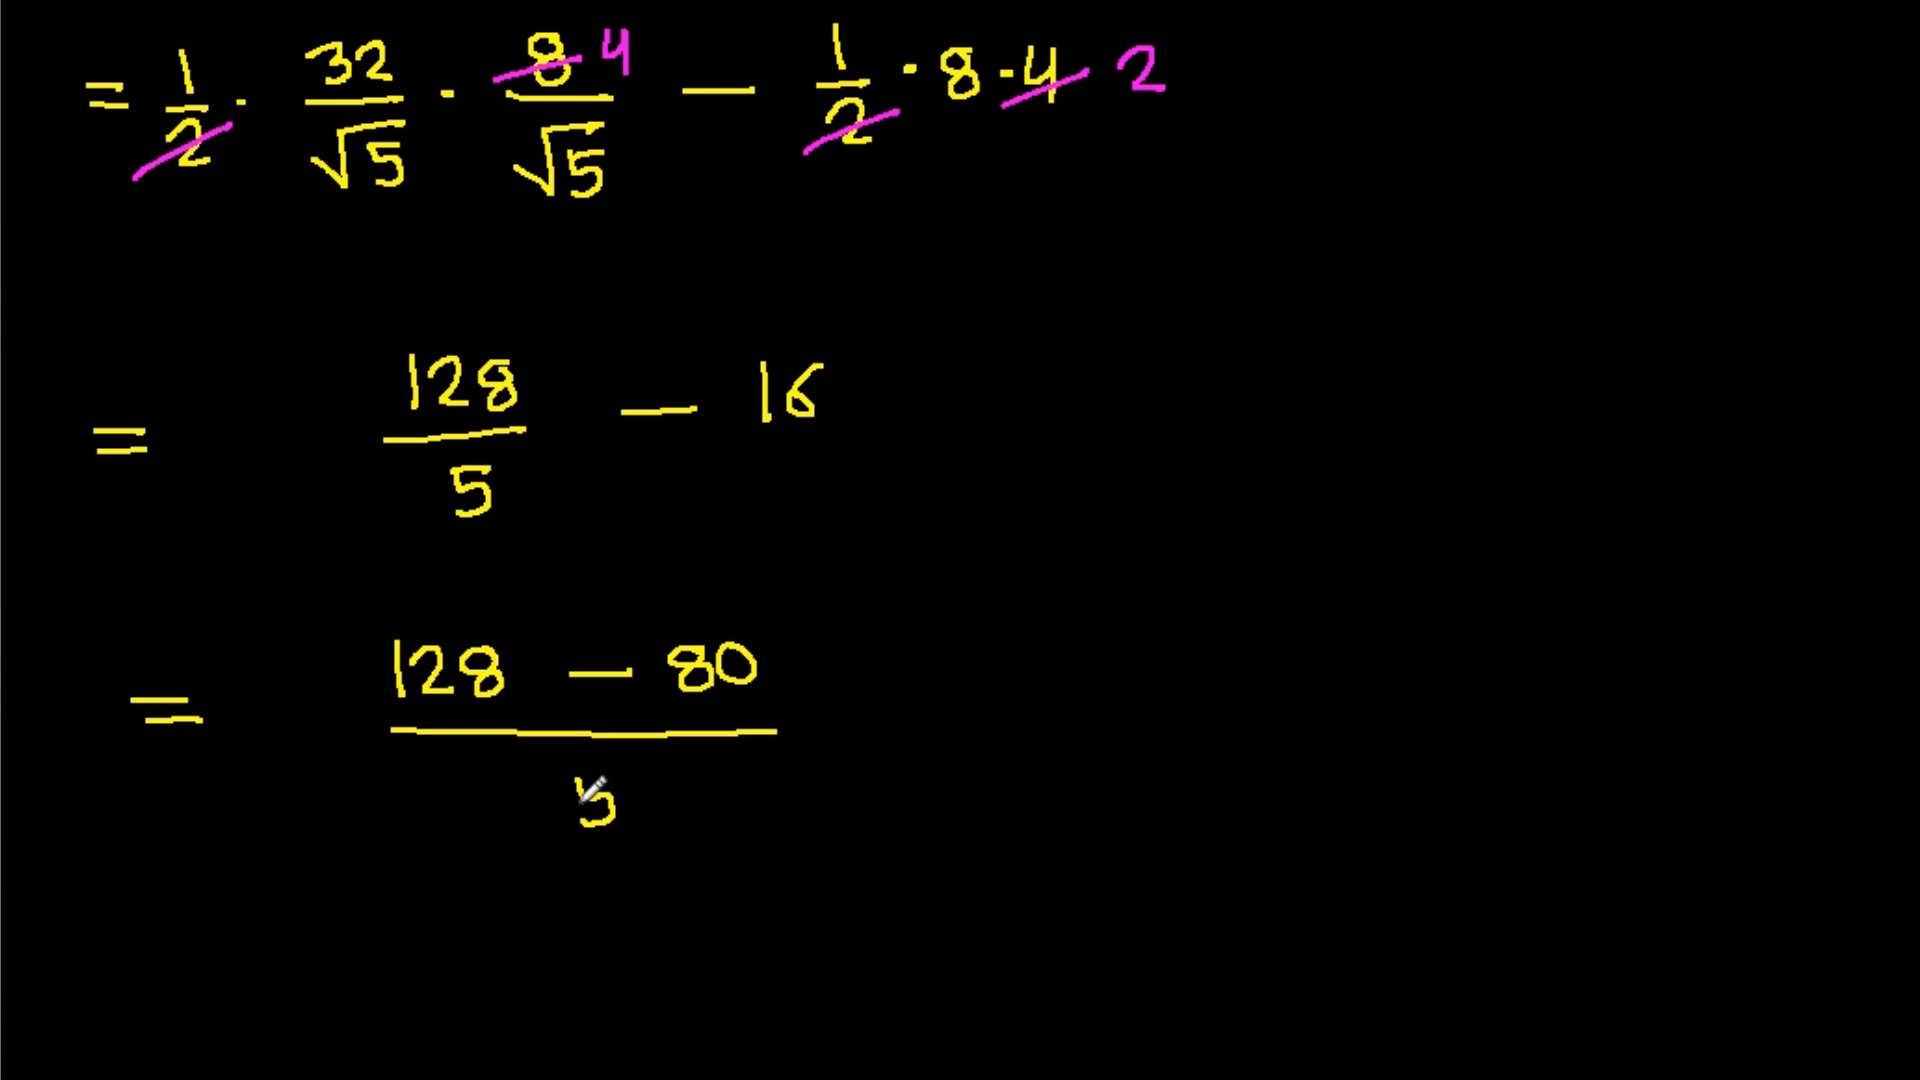 = 1/2 · 32/√5 · 8/√5 4 — 1/2 · 8 · 4 2
= 128/5 — 16
= (128 — 80)/5